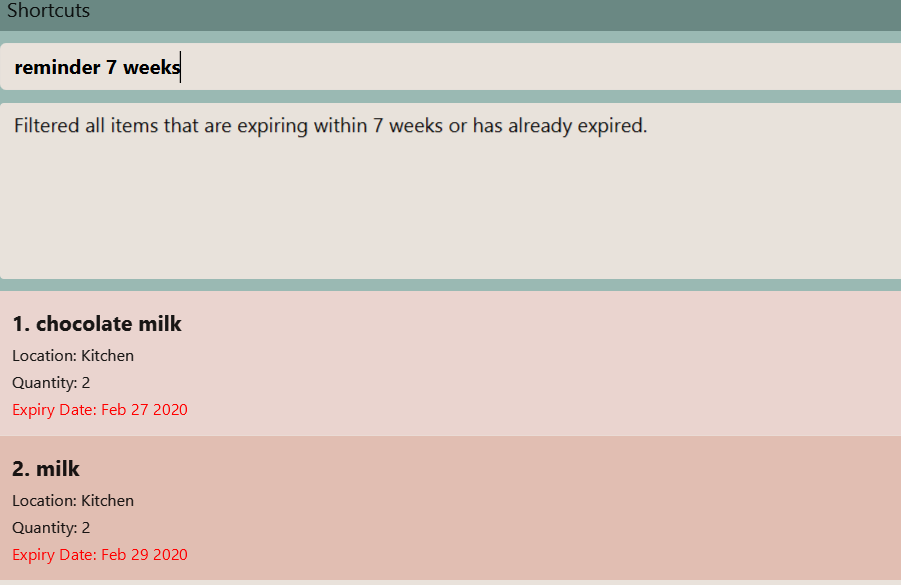 Shortcuts
reminder 7 weeks
Filtered all items that are expiring within 7 weeks or has already expired.
1. chocolate milk
Location: Kitchen
Quantity: 2
Expiry Date: Feb 27 2020
2. milk
Location: Kitchen
Quantity: 2
Expiry Date: Feb 29 2020